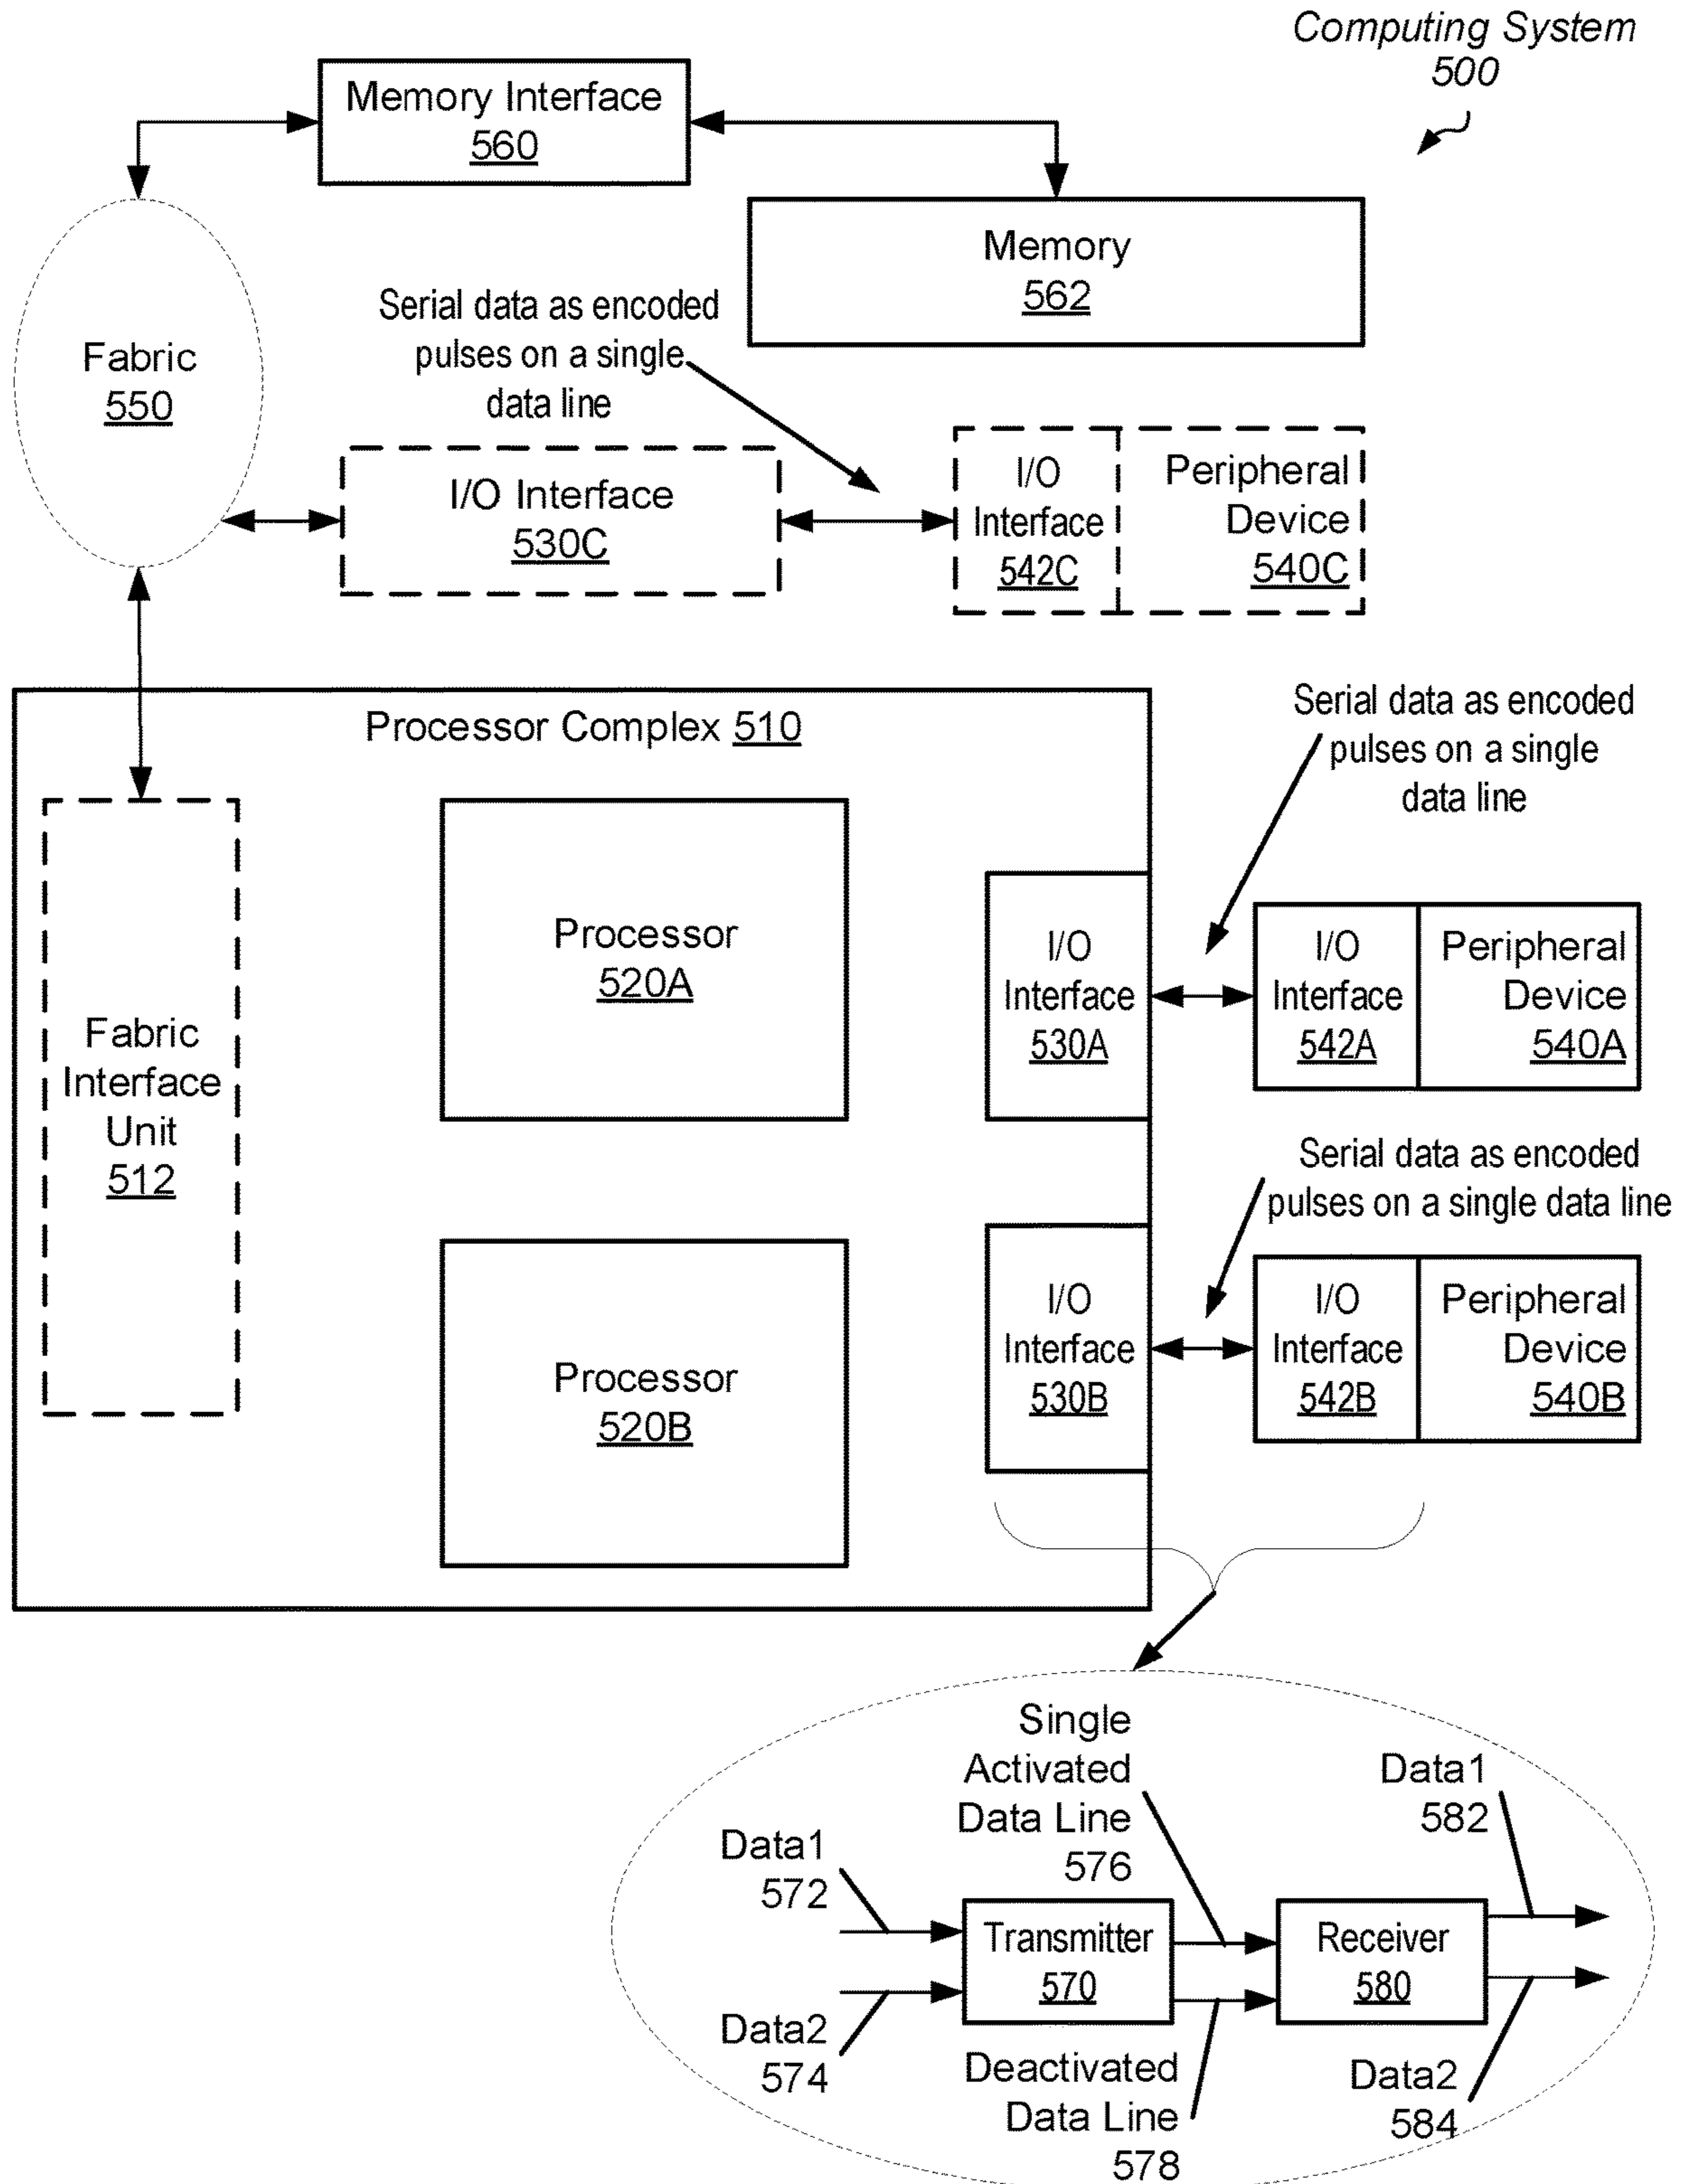 Computing System
500
Memory Interface
560
Memory
562
Serial data as encoded
pulses on a single
data line
Fabric
550
I/O Interface
530C
I/O
Interface
542C
Peripheral
Device
540C
Processor Complex 510
Serial data as encoded
pulses on a single
data line
Fabric
Interface
Unit
512
Processor
520A
I/O
Interface
530A
I/O
Interface
542A
Peripheral
Device
540A
Serial data as encoded
pulses on a single data line
Processor
520B
I/O
Interface
530B
I/O
Interface
542B
Peripheral
Device
540B
Single
Activated
Data Line
576
Data1
582
Data1
572
Transmitter
570
Receiver
580
Data2
574
Deactivated
Data Line
578
Data2
584